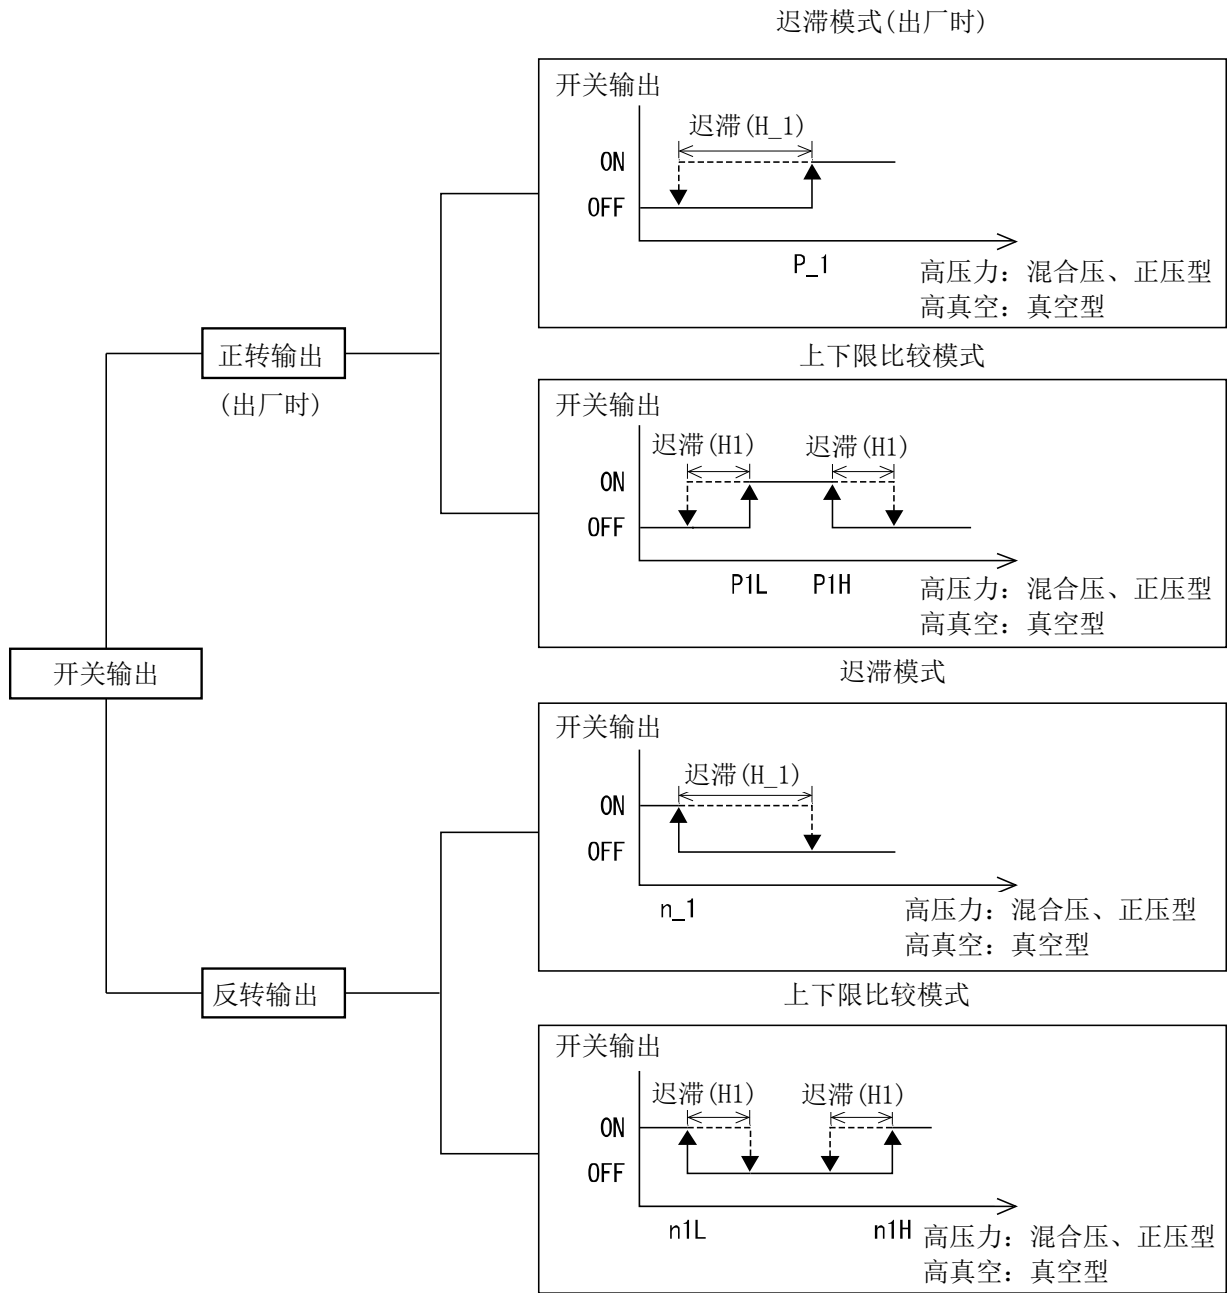 迟滞模式(出厂时)
开关输出
迟滞(H_1)
ON
OFF
P_1
高压力：混合压、正压型
高真空：真空型
正转输出
(出厂时)
上下限比较模式
开关输出
迟滞(H1) 迟滞(H1)
ON
OFF
P1L P1H
高压力：混合压、正压型
高真空：真空型
开关输出
迟滞模式
开关输出
迟滞(H_1)
ON
OFF
n_1
高压力：混合压、正压型
高真空：真空型
反转输出
上下限比较模式
开关输出
迟滞(H1) 迟滞(H1)
ON
OFF
n1L n1H
高压力：混合压、正压型
高真空：真空型